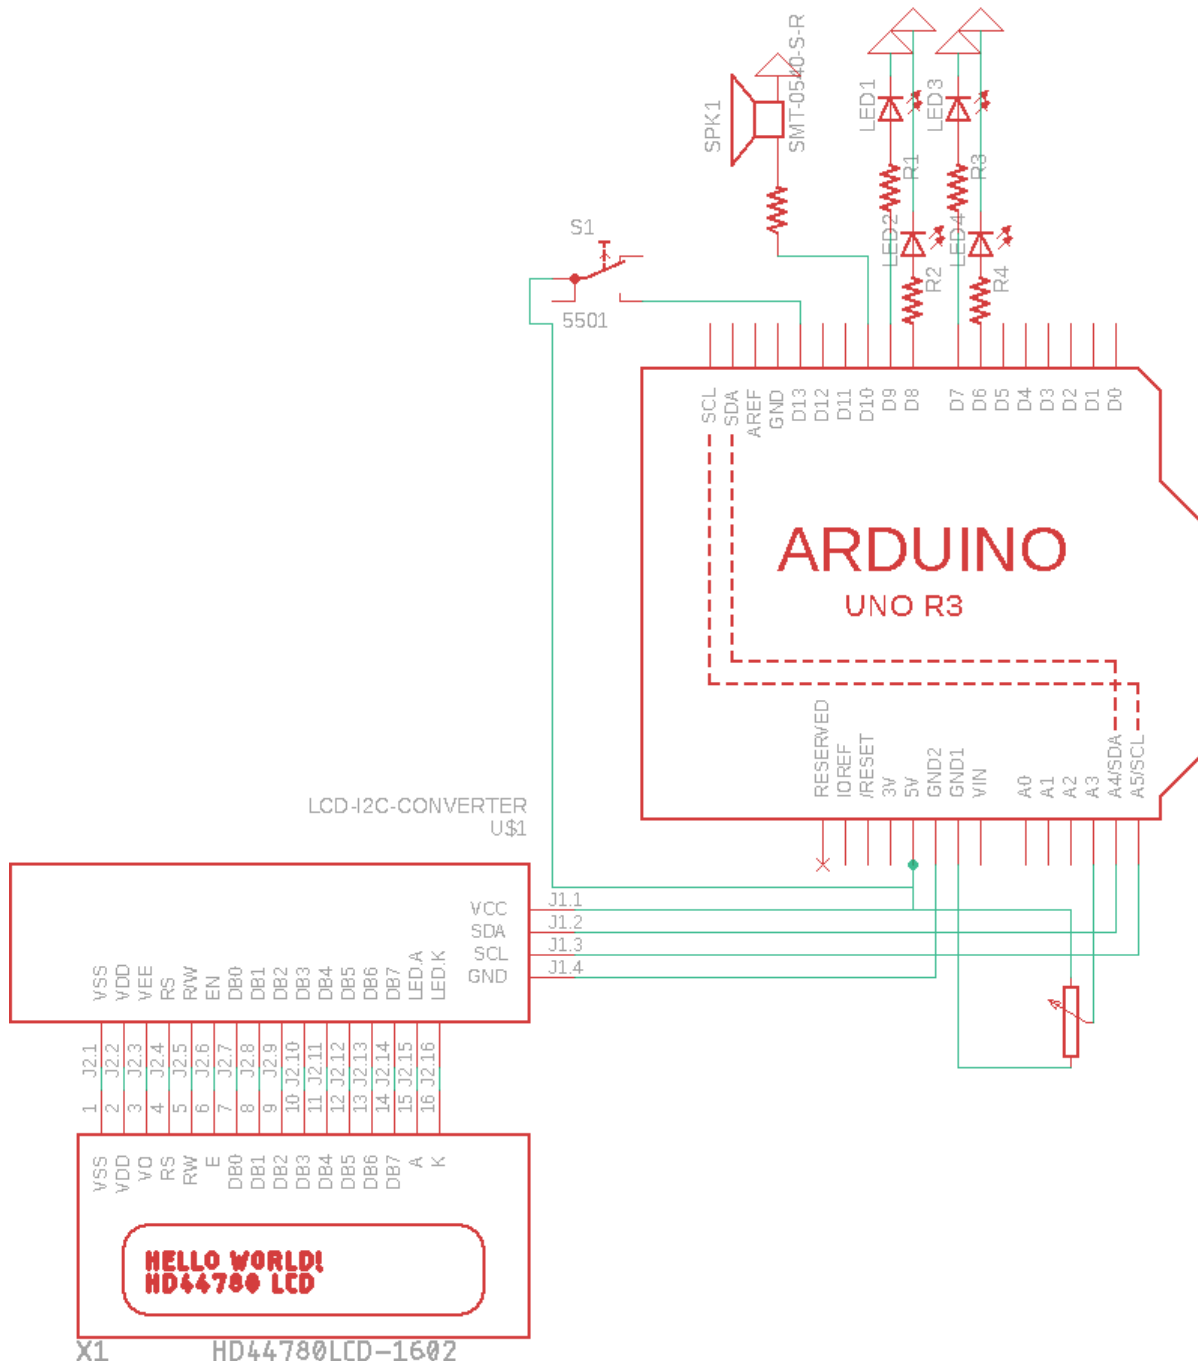 SPK1
SMT-0540-S-R
LED1
LED3
R1
R3
LED2
LED4
R2
R4
S1
5501
SCL
SDA
AREF
GND
D13
D12
D11
D10
D9
D8
D7
D6
D5
D4
D3
D2
D1
D0
ARDUINO
UNO R3
RESERVED
IOREF
/RESET
3V
5V
GND2
GND1
VIN
A0
A1
A2
A3
A4/SDA
A5/SCL
LCD-I2C-CONVERTER
U$1
VCC J1.1
SDA J1.2
SCL J1.3
GND J1.4
VSS
VDD
VEE
RS
R/W
EN
DB0
DB1
DB2
DB3
DB4
DB5
DB6
DB7
LED.A
LED.K
J2.1
J2.2
J2.3
J2.4
J2.5
J2.6
J2.7
J2.8
J2.9
J2.10
J2.11
J2.12
J2.13
J2.14
J2.15
J2.16
1
2
3
4
5
6
7
8
9
10
11
12
13
14
15
16
VSS
VDD
VO
RS
RW
E
DB0
DB1
DB2
DB3
DB4
DB5
DB6
DB7
A
K
HELLO WORLD!
HD44780 LCD
X1 HD44780LCD-1602